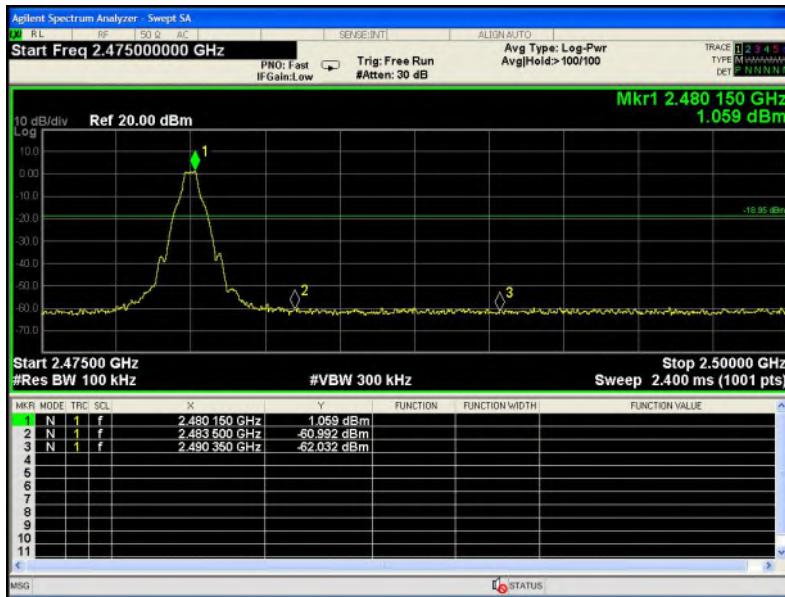 Agilent Spectrum Analyzer - Swept SA
RL RF 50 Ω AC SENSE:INT ALIGN AUTO
Start Freq 2.475000000 GHz
PNO: Fast
IFGain:Low
Trig: Free Run
#Atten: 30 dB
Avg Type: Log-Pwr
Avg|Hold:>100/100
TRACE 1 2 3 4 5
TYPE M
DET P N N N N
Mkr1 2.480 150 GHz
1.059 dBm
10 dB/div Ref 20.00 dBm
Log
10.0
0.00
-10.0
-20.0
-30.0
-40.0
-50.0
-60.0
-70.0
1
-18.95 dBm
2
3
Start 2.47500 GHz Stop 2.50000 GHz
#Res BW 100 kHz #VBW 300 kHz Sweep 2.400 ms (1001 pts)
MKR MODE TRC SCL X Y FUNCTION FUNCTION WIDTH FUNCTION VALUE
1 N 1 f 2.480 150 GHz 1.059 dBm
2 N 1 f 2.483 500 GHz -60.992 dBm
3 N 1 f 2.490 350 GHz -62.032 dBm
4
5
6
7
8
9
10
11
MSG STATUS